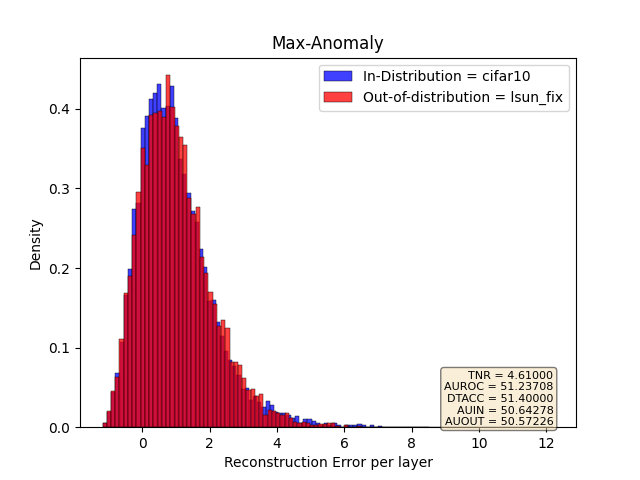 Max-Anomaly
In-Distribution = cifar10
Out-of-distribution = lsun_fix
Density
0.4
0.3
0.2
0.1
0.0
TNR = 4.61000
AUROC = 51.23708
DTACC = 51.40000
AUIN = 50.64278
AUOUT = 50.57226
0 2 4 6 8 10 12
Reconstruction Error per layer